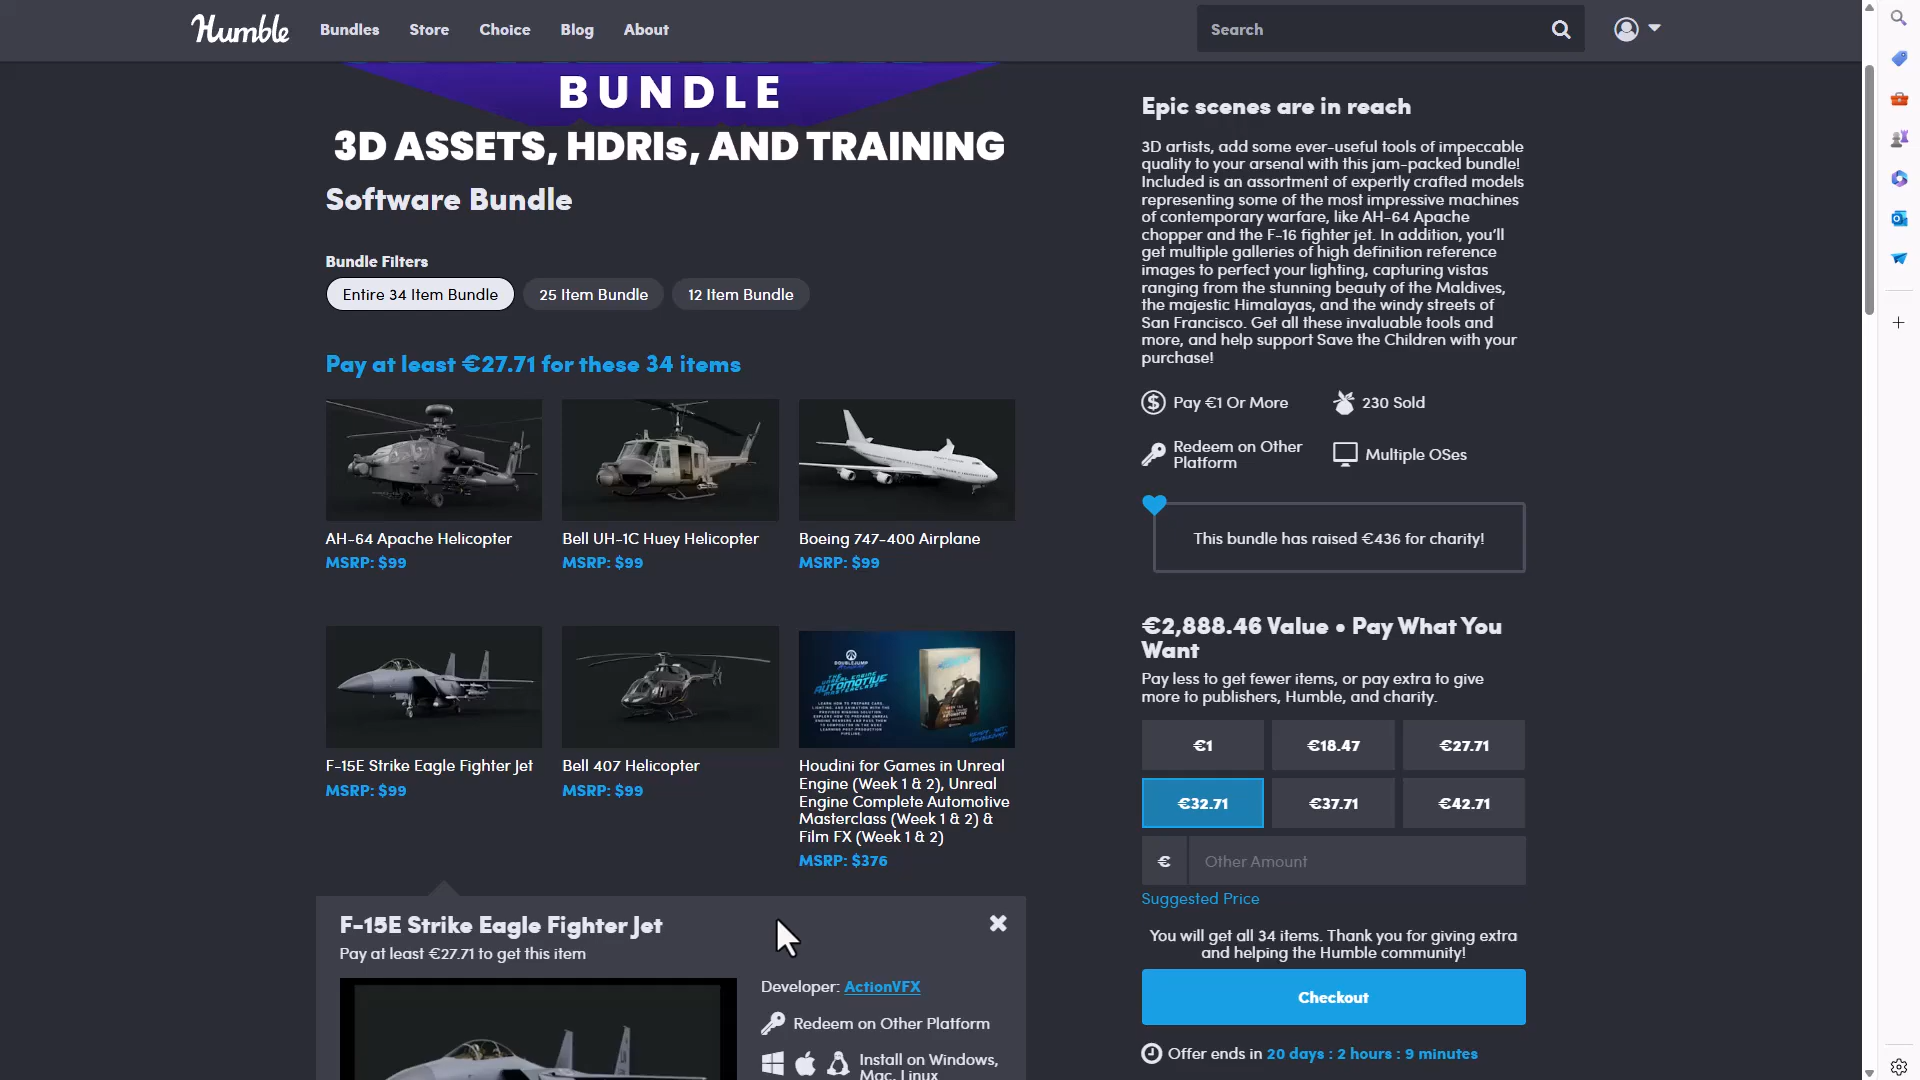 Humble
Bundles
Store
Choice
Blog
About
Search
BUNDLE
3D ASSETS, HDRIs, AND TRAINING
Software Bundle
Bundle Filters
Entire 34 Item Bundle
25 Item Bundle
12 Item Bundle
Pay at least €27.71 for these 34 items
AH-64 Apache Helicopter
MSRP: $99
Bell UH-1C Huey Helicopter
MSRP: $99
Boeing 747-400 Airplane
MSRP: $99
F-15E Strike Eagle Fighter Jet
MSRP: $99
Bell 407 Helicopter
MSRP: $99
DOUBLEJUMP
AUTOMOTIVE
MASTERCLASS
Houdini for Games in Unreal
Engine (Week 1 & 2), Unreal
Engine Complete Automotive
Masterclass (Week 1 & 2) &
Film FX (Week 1 & 2)
MSRP: $376
F-15E Strike Eagle Fighter Jet
Pay at least €27.71 to get this item
Developer: ActionVFX
Redeem on Other Platform
Install on Windows,
Mac, Linux
Epic scenes are in reach
3D artists, add some ever-useful tools of impeccable
quality to your arsenal with this jam-packed bundle!
Included is an assortment of expertly crafted models
representing some of the most impressive machines
of contemporary warfare, like AH-64 Apache
chopper and the F-16 fighter jet. In addition, you'll
get multiple galleries of high definition reference
images to perfect your lighting, capturing vistas
ranging from the stunning beauty of the Maldives,
the majestic Himalayas, and the windy streets of
San Francisco. Get all these invaluable tools and
more, and help support Save the Children with your
purchase!
Pay €1 Or More
230 Sold
Redeem on Other
Platform
Multiple OSes
This bundle has raised €436 for charity!
€2,888.46 Value • Pay What You
Want
Pay less to get fewer items, or pay extra to give
more to publishers, Humble, and charity.
€1
€18.47
€27.71
€32.71
€37.71
€42.71
€
Other Amount
Suggested Price
You will get all 34 items. Thank you for giving extra
and helping the Humble community!
Checkout
Offer ends in 20 days : 2 hours : 9 minutes